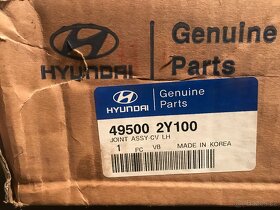 HYUNDAI
Genuine
Parts
HYUNDAI
Genuine
Parts
49500 2Y100
JOINT ASSY-CV LH
1 PC VB MADE IN KOREA